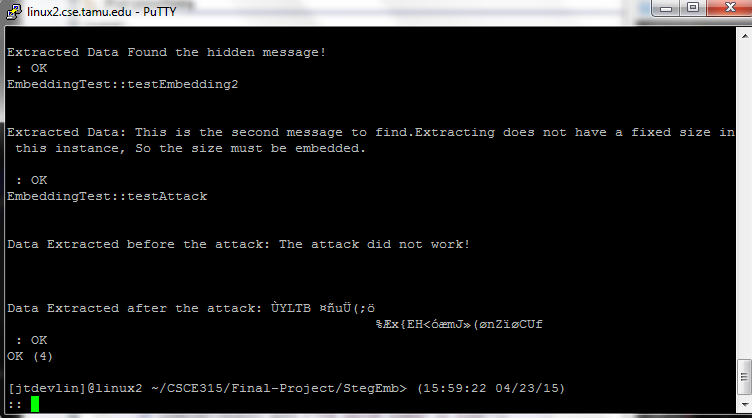 linux2.cse.tamu.edu - PuTTY
Extracted Data Found the hidden message!
: OK
EmbeddingTest::testEmbedding2
Extracted Data: This is the second message to find.Extracting does not have a fixed size in
this instance, So the size must be embedded.
: OK
EmbeddingTest::testAttack
Data Extracted before the attack: The attack did not work!
Data Extracted after the attack: ÙYLTB ¤ñuÜ(;ö
%Æx{EH<óæmJ»(ønZïøCUf
: OK
OK (4)
[jtdevlin]@linux2 ~/CSCE315/Final-Project/StegEmb> (15:59:22 04/23/15)
::